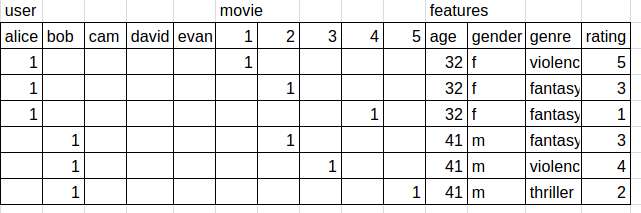 user movie features
alice bob cam david evan 1 2 3 4 5 age gender genre rating
1 1 32 f violenc 5
1 1 32 f fantasy 3
1 1 32 f fantasy 1
1 1 41 m fantasy 3
1 1 41 m violenc 4
1 1 41 m thriller 2